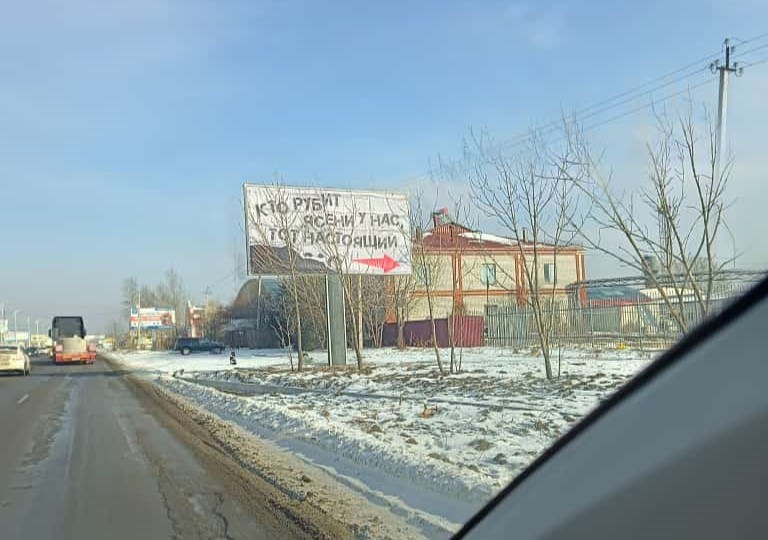 КТО РУБИТ
ЯСЕНИ У НАС,
ТОТ НАСТОЯЩИЙ